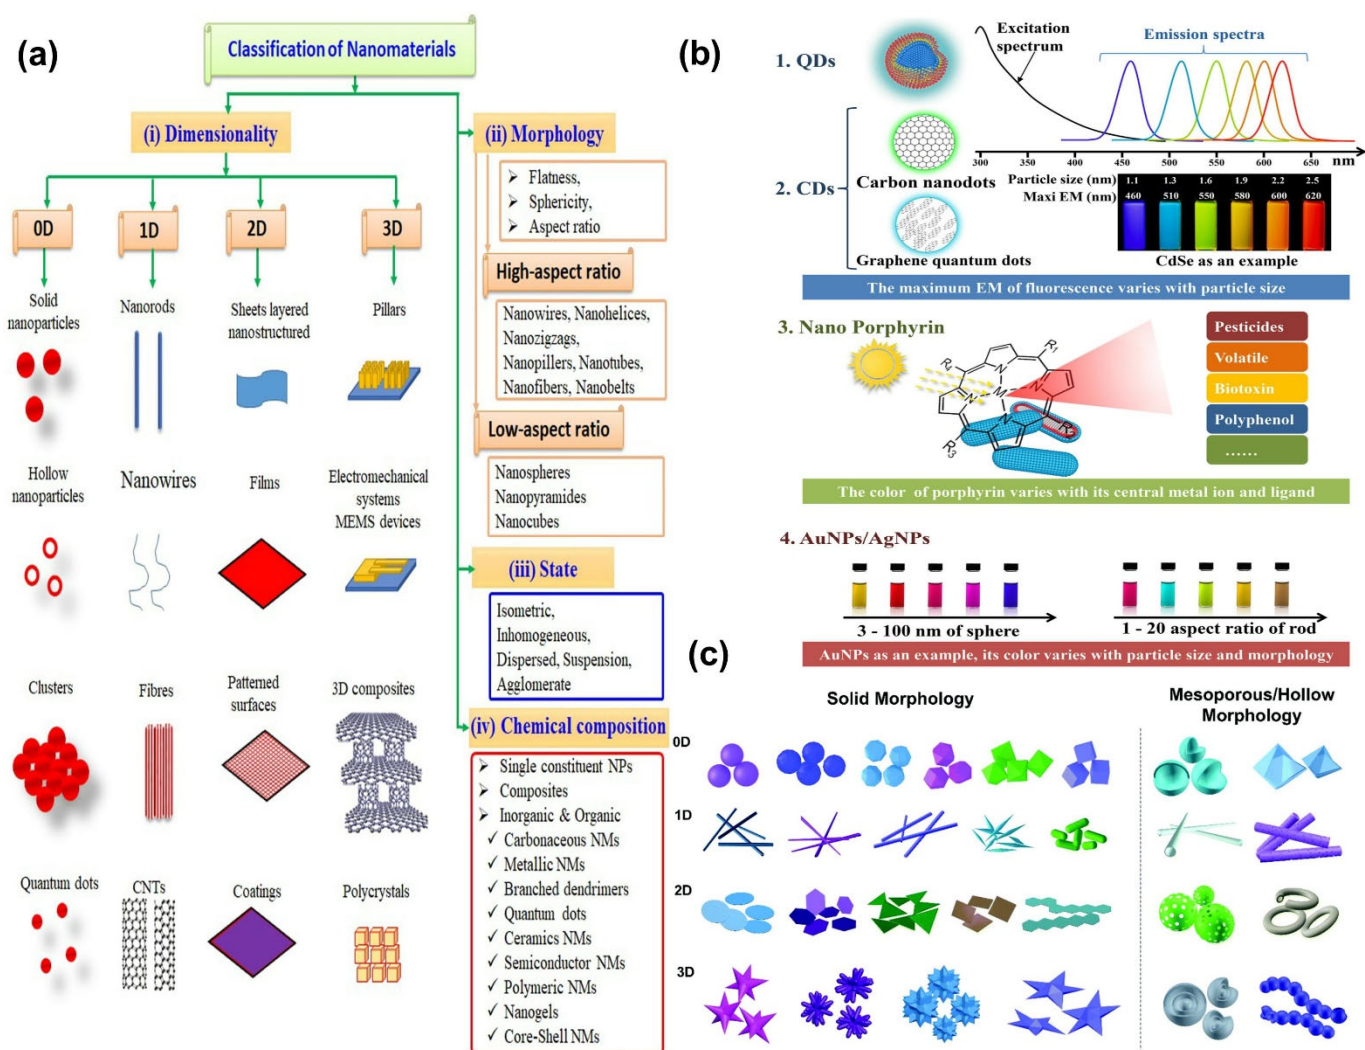 (a)
Classification of Nanomaterials
(i) Dimensionality
0D
1D
2D
3D
Solid
nanoparticles
Nanorods
Sheets layered
nanostructured
Pillars
Hollow
nanoparticles
Nanowires
Films
Electromechanical
systems
MEMS devices
Clusters
Fibres
Patterned
surfaces
3D composites
Quantum dots
CNTs
Coatings
Polycrystals
(ii) Morphology
➢ Flatness,
➢ Sphericity,
➢ Aspect ratio
High-aspect ratio
Nanowires, Nanohelices,
Nanozigzags,
Nanopillers, Nanotubes,
Nanofibers, Nanobelts
Low-aspect ratio
Nanospheres
Nanopyramides
Nanocubes
(iii) State
Isometric,
Inhomogeneous,
Dispersed, Suspension,
Agglomerate
(iv) Chemical composition
➢ Single constituent NPs
➢ Composites
➢ Inorganic & Organic
✓ Carbonaceous NMs
✓ Metallic NMs
✓ Branched dendrimers
✓ Quantum dots
✓ Ceramics NMs
✓ Semiconductor NMs
✓ Polymeric NMs
✓ Nanogels
✓ Core-Shell NMs
(b)
1. QDs
2. CDs
Carbon nanodots
Graphene quantum dots
Excitation
spectrum
Emission spectra
300 350 400 450 500 550 600 650 nm
Particle size (nm) 1.1 1.3 1.6 1.9 2.2 2.5
Maxi EM (nm) 460 510 550 580 600 620
CdSe as an example
The maximum EM of fluorescence varies with particle size
3. Nano Porphyrin
R1
R4
N
N M N
N
R3
Pesticides
Volatile
Biotoxin
Polyphenol
......
The color of porphyrin varies with its central metal ion and ligand
4. AuNPs/AgNPs
3 - 100 nm of sphere
1 - 20 aspect ratio of rod
AuNPs as an example, its color varies with particle size and morphology
(c)
Solid Morphology
Mesoporous/Hollow
Morphology
0D
1D
2D
3D